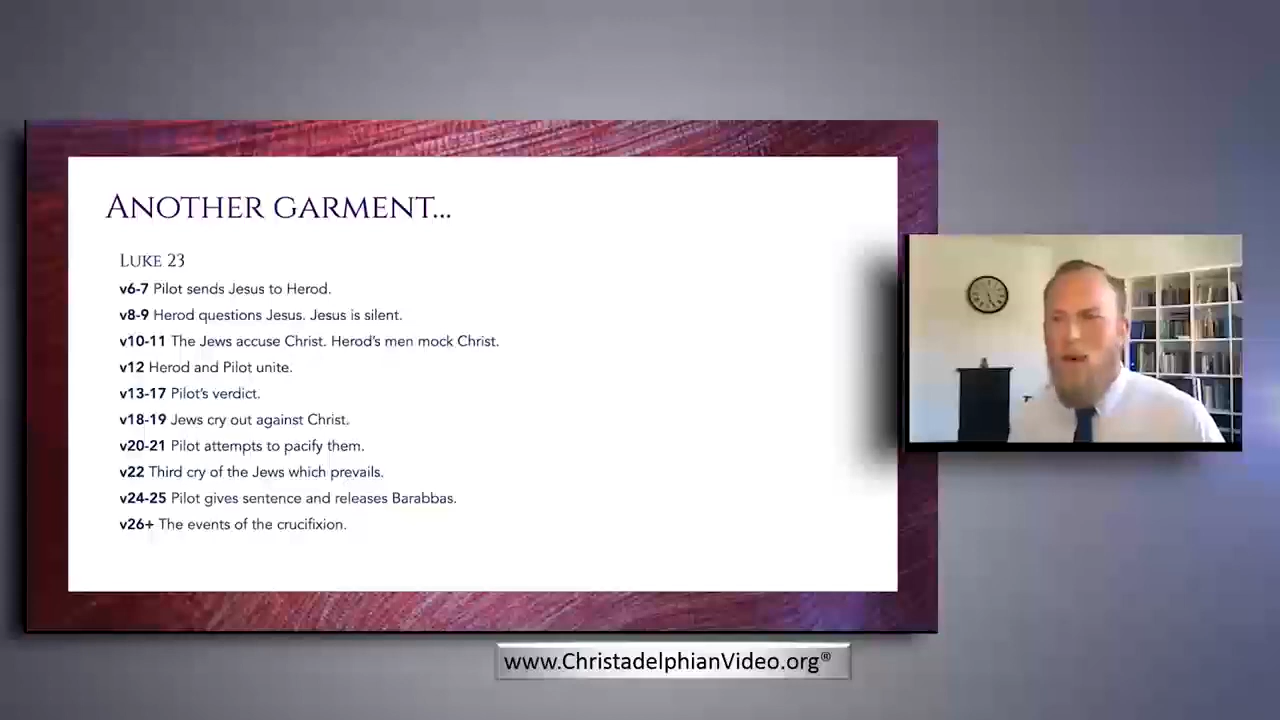 Another garment...
Luke 23
v6-7 Pilot sends Jesus to Herod.
v8-9 Herod questions Jesus. Jesus is silent.
v10-11 The Jews accuse Christ. Herod's men mock Christ.
v12 Herod and Pilot unite.
v13-17 Pilot's verdict.
v18-19 Jews cry out against Christ.
v20-21 Pilot attempts to pacify them.
v22 Third cry of the Jews which prevails.
v24-25 Pilot gives sentence and releases Barabbas.
v26+ The events of the crucifixion.
www.ChristadelphianVideo.org®